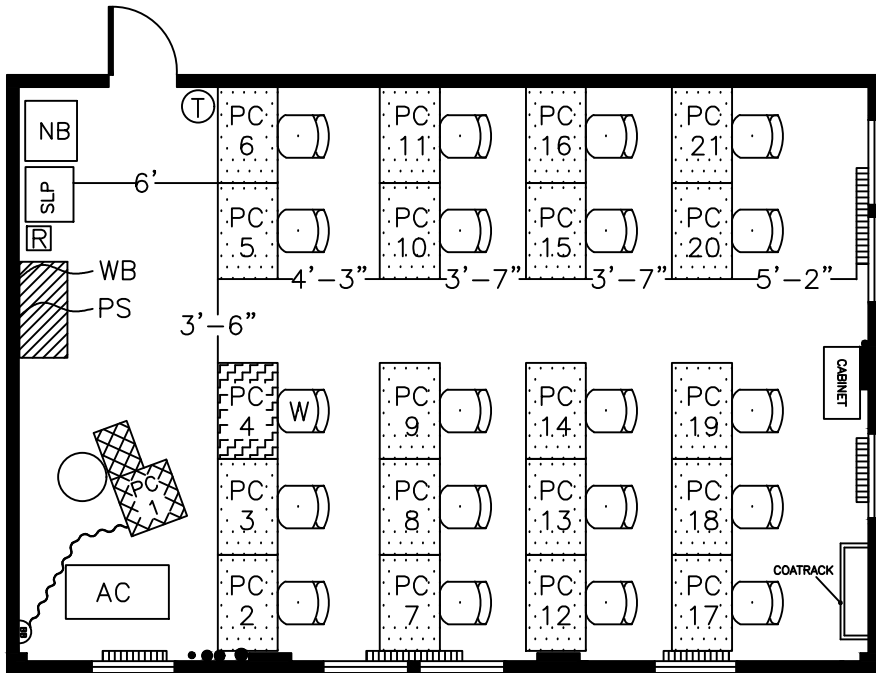 T
NB
SLP
R
WB
PS
6'
PC
6
PC
11
PC
16
PC
21
PC
5
PC
10
PC
15
PC
20
4'-3"
3'-7"
3'-7"
5'-2"
3'-6"
CABINET
PC
4
W
PC
9
PC
14
PC
19
PC
1
PC
3
PC
8
PC
13
PC
18
COATRACK
AC
PC
2
PC
7
PC
12
PC
17